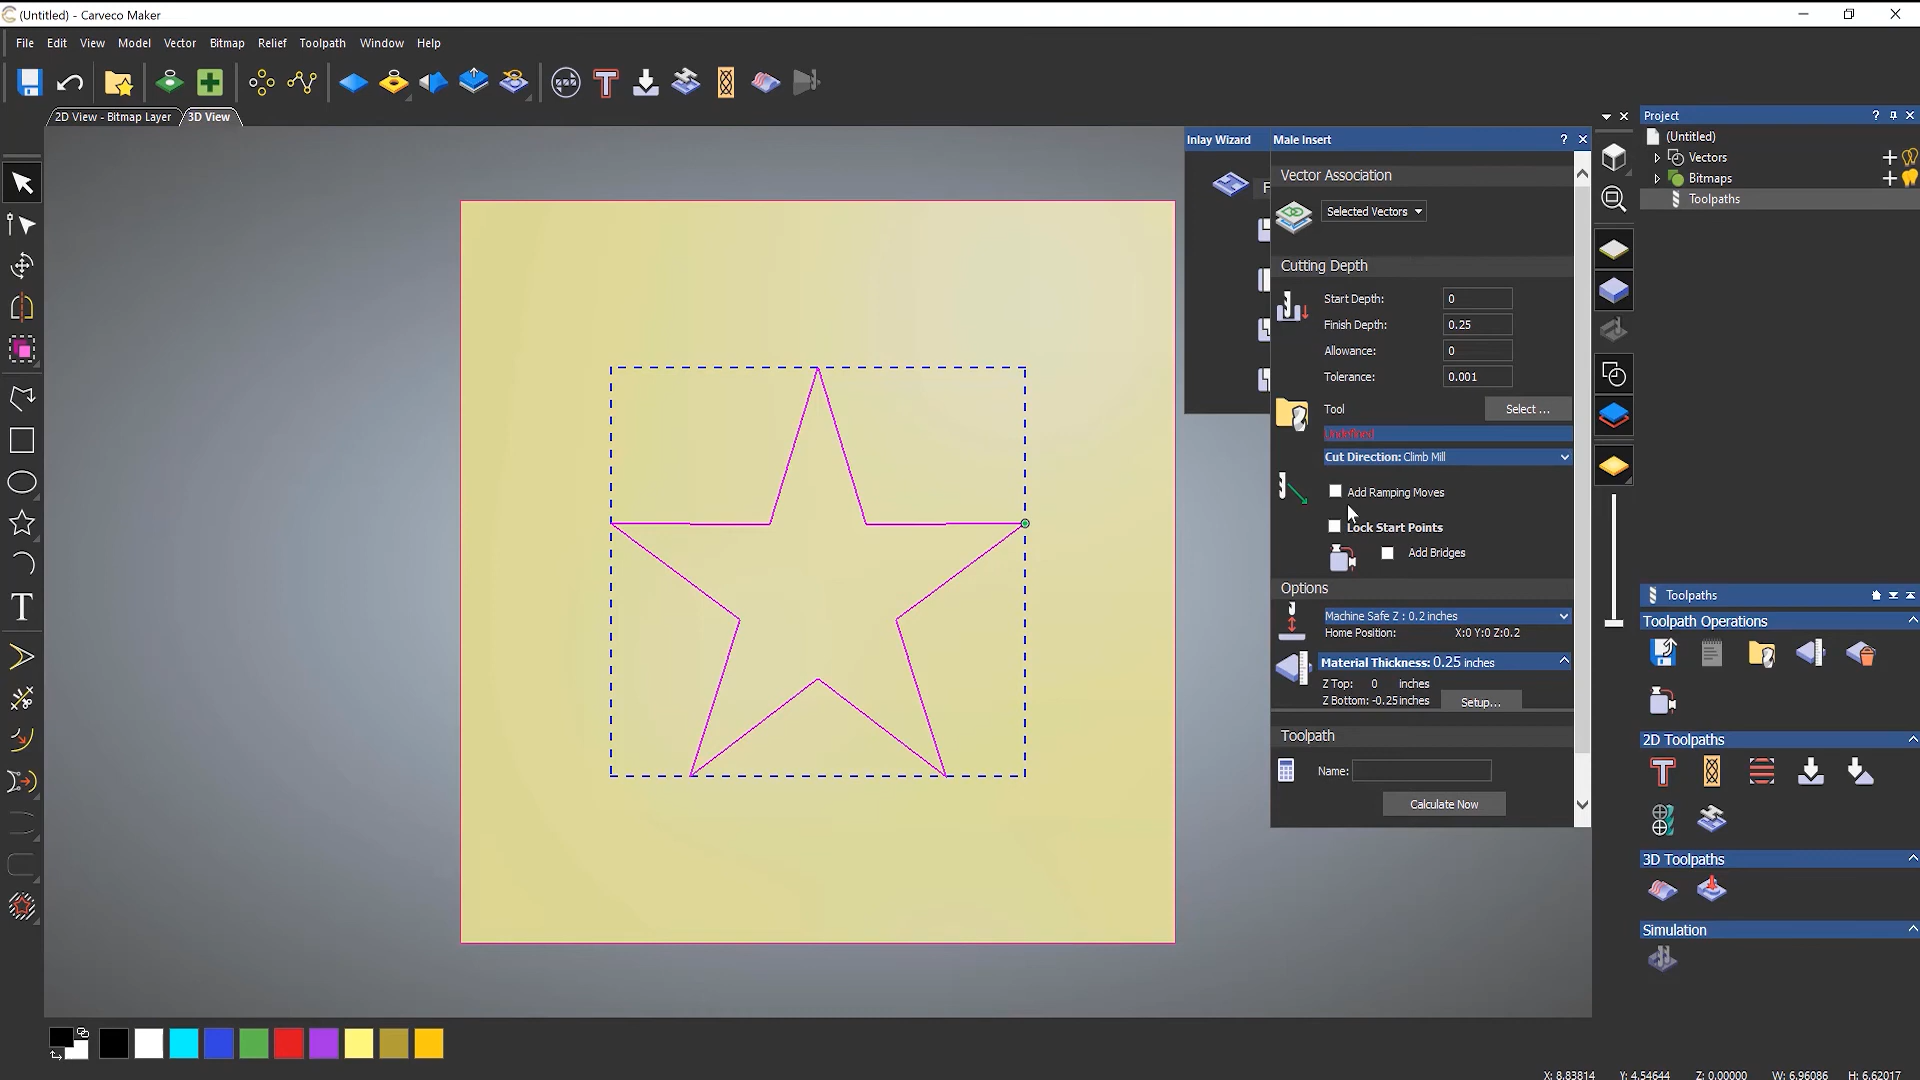 (Untitled) - Carveco Maker
File Edit View Model Vector Bitmap Relief Toolpath Window Help
2D View - Bitmap Layer 3D View
Inlay Wizard
F
Male Insert ?
Vector Association
Selected Vectors
Cutting Depth
Start Depth: 0
Finish Depth: 0.25
Allowance: 0
Tolerance: 0.001
Tool Select ...
Undefined
Cut Direction: Climb Mill
Add Ramping Moves
Lock Start Points
Add Bridges
Options
Machine Safe Z : 0.2 inches
Home Position: X:0 Y:0 Z:0.2
Material Thickness: 0.25 inches
Z Top: 0 inches
Z Bottom: -0.25 inches
Setup...
Toolpath
Name:
Calculate Now
Project ?
(Untitled)
Vectors
Bitmaps
Toolpaths
Toolpaths
Toolpath Operations
2D Toolpaths
3D Toolpaths
Simulation
X: 8.83814 Y: 4.54644 Z: 0.00000 W: 6.96086 H: 6.62017